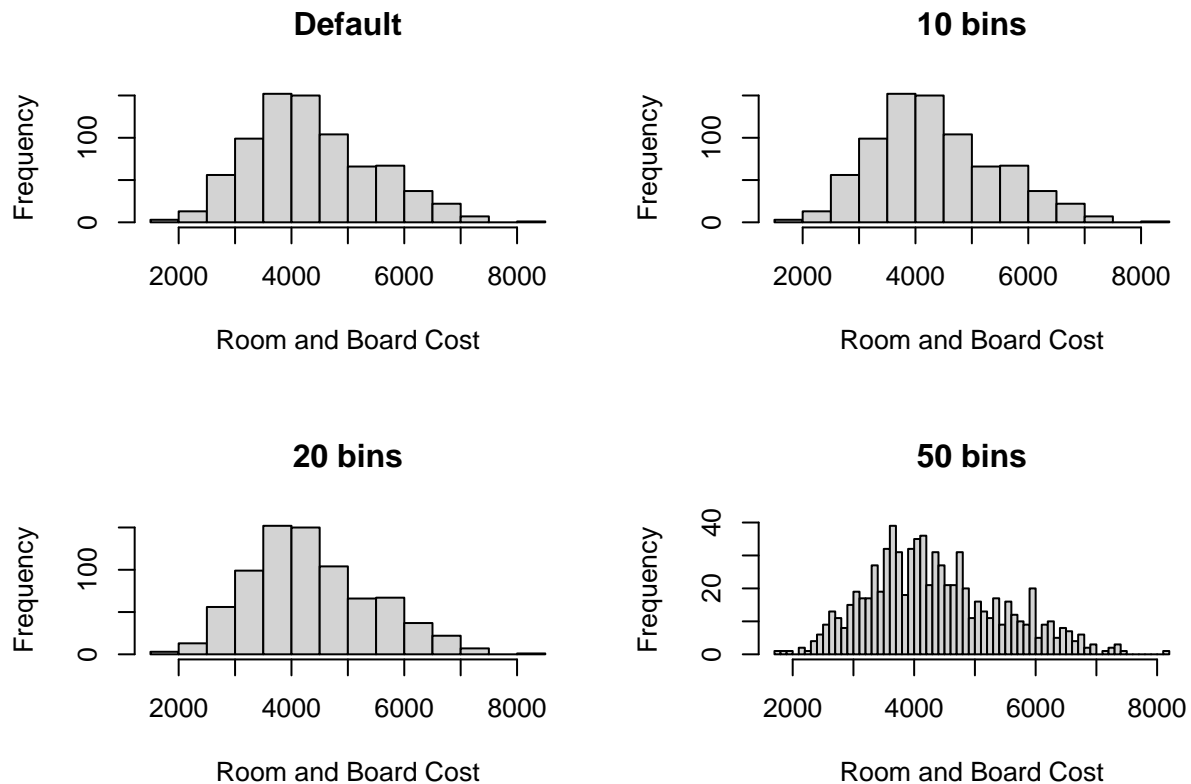 Default
Frequency
0
100
2000 4000 6000 8000
Room and Board Cost
10 bins
Frequency
0
100
2000 4000 6000 8000
Room and Board Cost
20 bins
Frequency
0
100
2000 4000 6000 8000
Room and Board Cost
50 bins
Frequency
0
20
40
2000 4000 6000 8000
Room and Board Cost